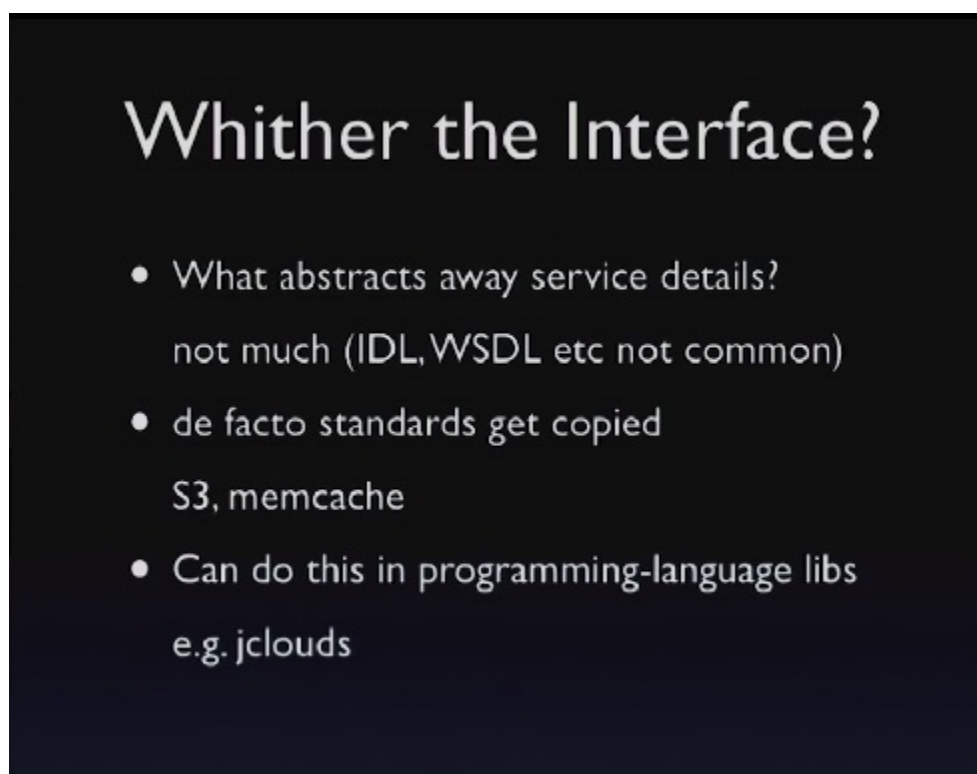 Whither the Interface?
• What abstracts away service details?
not much (IDL, WSDL etc not common)
• de facto standards get copied
S3, memcache
• Can do this in programming-language libs
e.g. jclouds